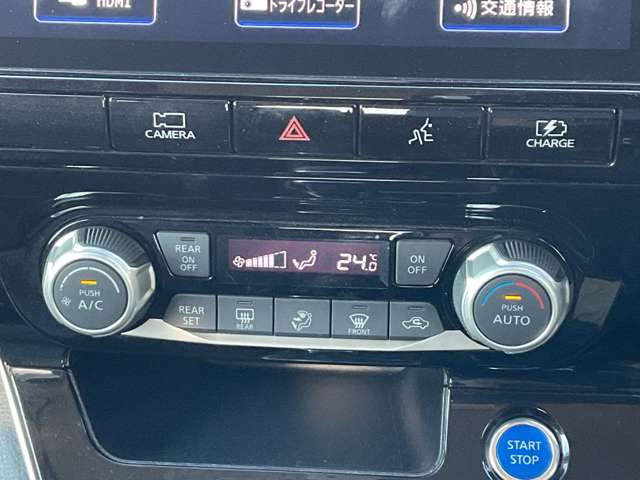 HDMI
ドライブレコーダー
交通情報
CAMERA
CHARGE
REAR
ON
OFF
24.0
℃
ON
OFF
PUSH
A/C
REAR
SET
REAR
FRONT
PUSH
AUTO
START
STOP